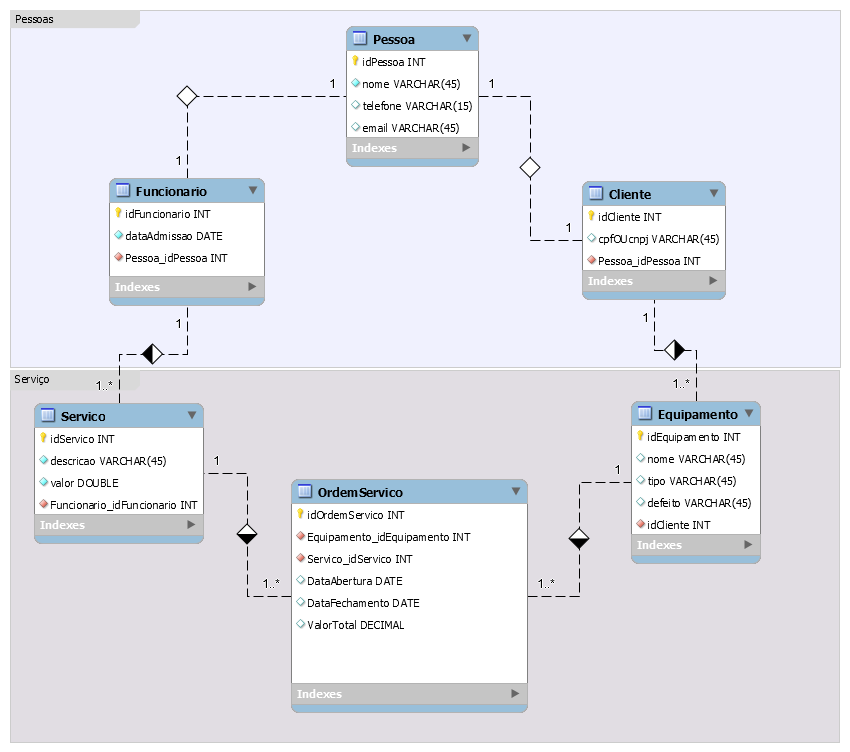 Pessoas
Pessoa
idPessoa INT
nome VARCHAR(45)
telefone VARCHAR(15)
email VARCHAR(45)
Indexes
1
1
1
1
Funcionario
idFuncionario INT
dataAdmissao DATE
Pessoa_idPessoa INT
Indexes
Cliente
idCliente INT
cpfOUcnpj VARCHAR(45)
Pessoa_idPessoa INT
Indexes
1
1
1..*
1..*
Serviço
Servico
idServico INT
descricao VARCHAR(45)
valor DOUBLE
Funcionario_idFuncionario INT
Indexes
Equipamento
idEquipamento INT
nome VARCHAR(45)
tipo VARCHAR(45)
defeito VARCHAR(45)
idCliente INT
Indexes
1
1
1..*
1..*
OrdemServico
idOrdemServico INT
Equipamento_idEquipamento INT
Servico_idServico INT
DataAbertura DATE
DataFechamento DATE
ValorTotal DECIMAL
Indexes